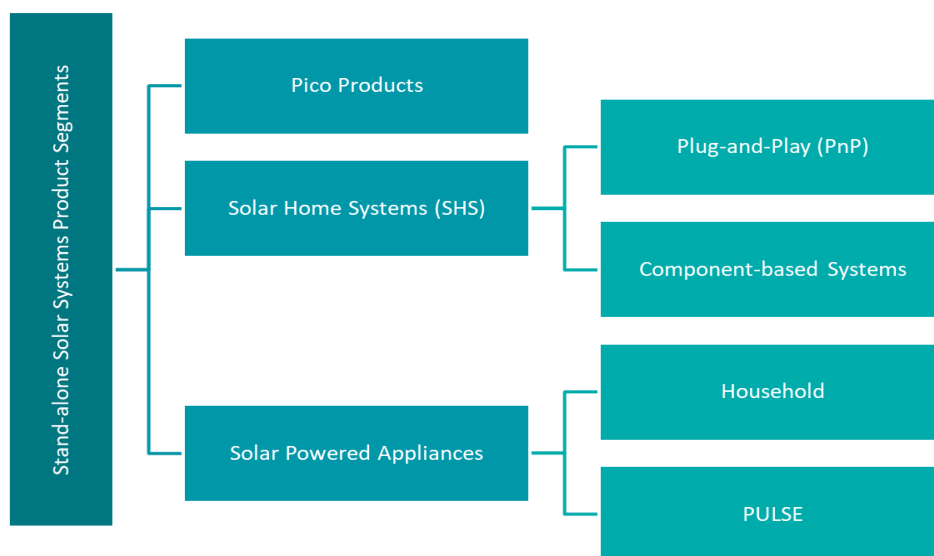 Stand-alone Solar Systems Product Segments
Pico Products
Solar Home Systems (SHS)
Plug-and-Play (PnP)
Component-based Systems
Solar Powered Appliances
Household
PULSE